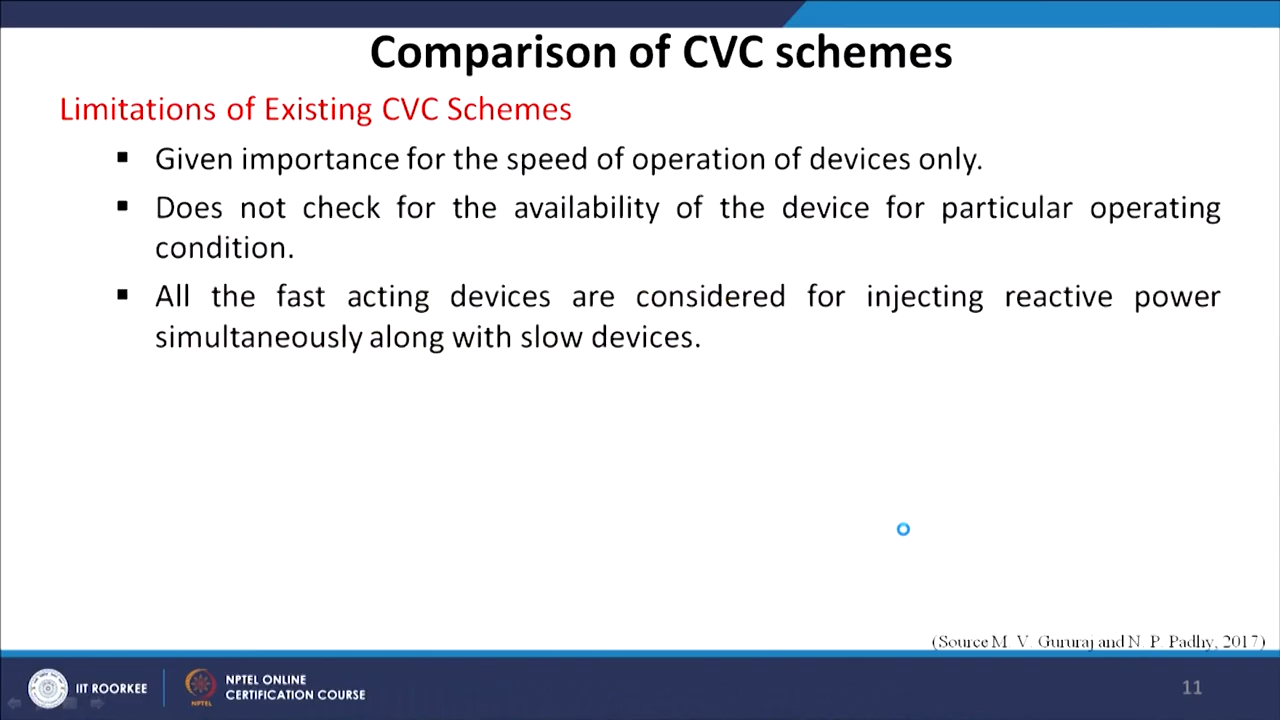 Comparison of CVC schemes
Limitations of Existing CVC Schemes
▪ Given importance for the speed of operation of devices only.
▪ Does not check for the availability of the device for particular operating
condition.
▪ All the fast acting devices are considered for injecting reactive power
simultaneously along with slow devices.
(Source M. V. Gururaj and N. P. Padhy, 2017)
IIT ROORKEE
NPTEL ONLINE
CERTIFICATION COURSE
NPTEL
11